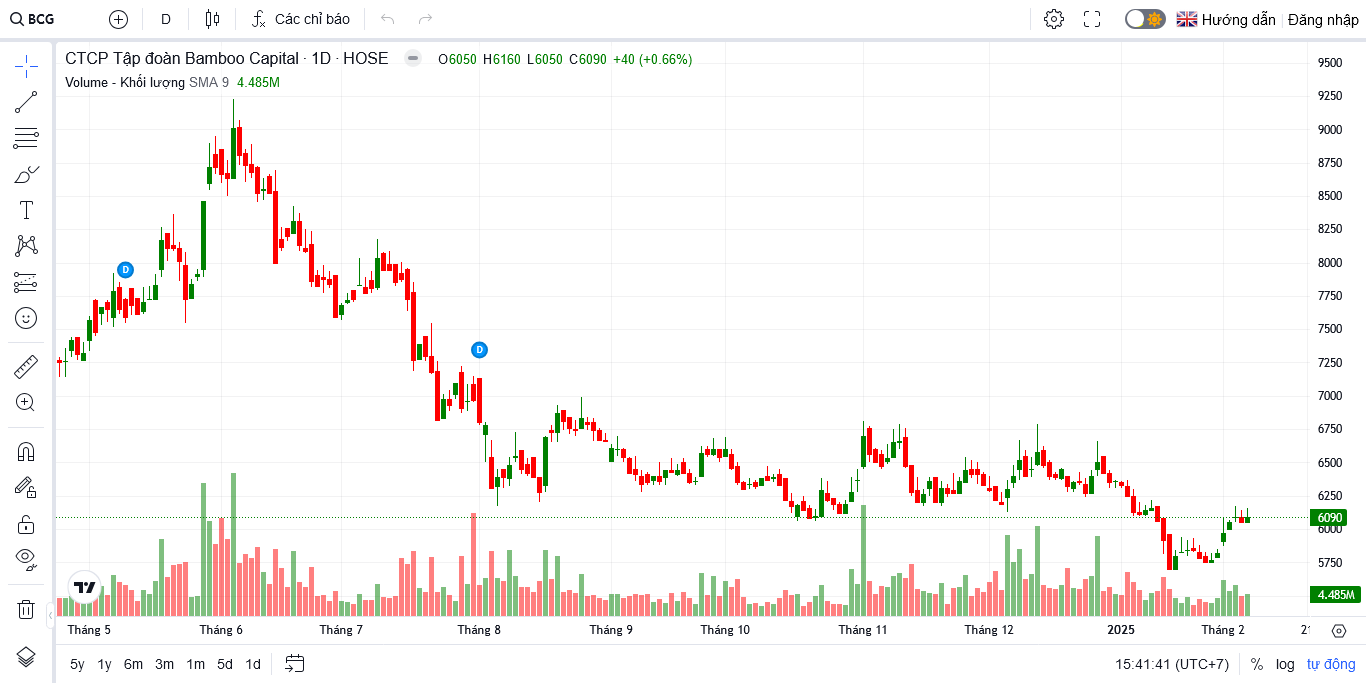 BCG D Các chỉ báo Hướng dẫn Đăng nhập
CTCP Tập đoàn Bamboo Capital · 1D · HOSE O6050 H6160 L6050 C6090 +40 (+0.66%)
Volume - Khối lượng SMA 9 4.485M
9500
9250
9000
8750
8500
8250
8000
D
7750
7500
D
7250
7000
6750
6500
6250
6090
6000
5750
4.485M
Tháng 5 Tháng 6 Tháng 7 Tháng 8 Tháng 9 Tháng 10 Tháng 11 Tháng 12 2025 Tháng 2
5y 1y 6m 3m 1m 5d 1d 15:41:41 (UTC+7) % log tự động